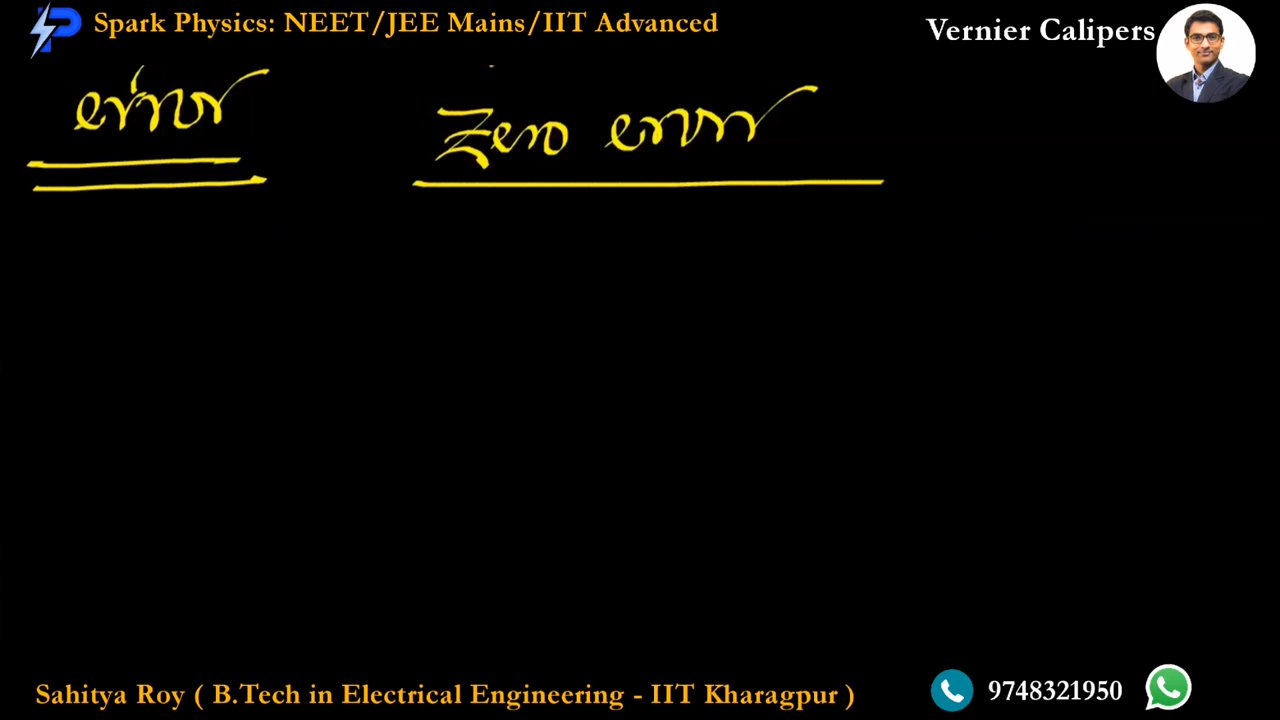 Spark Physics: NEET/JEE Mains/IIT Advanced
Vernier Calipers
error
Zero error
Sahitya Roy ( B.Tech in Electrical Engineering - IIT Kharagpur )
9748321950